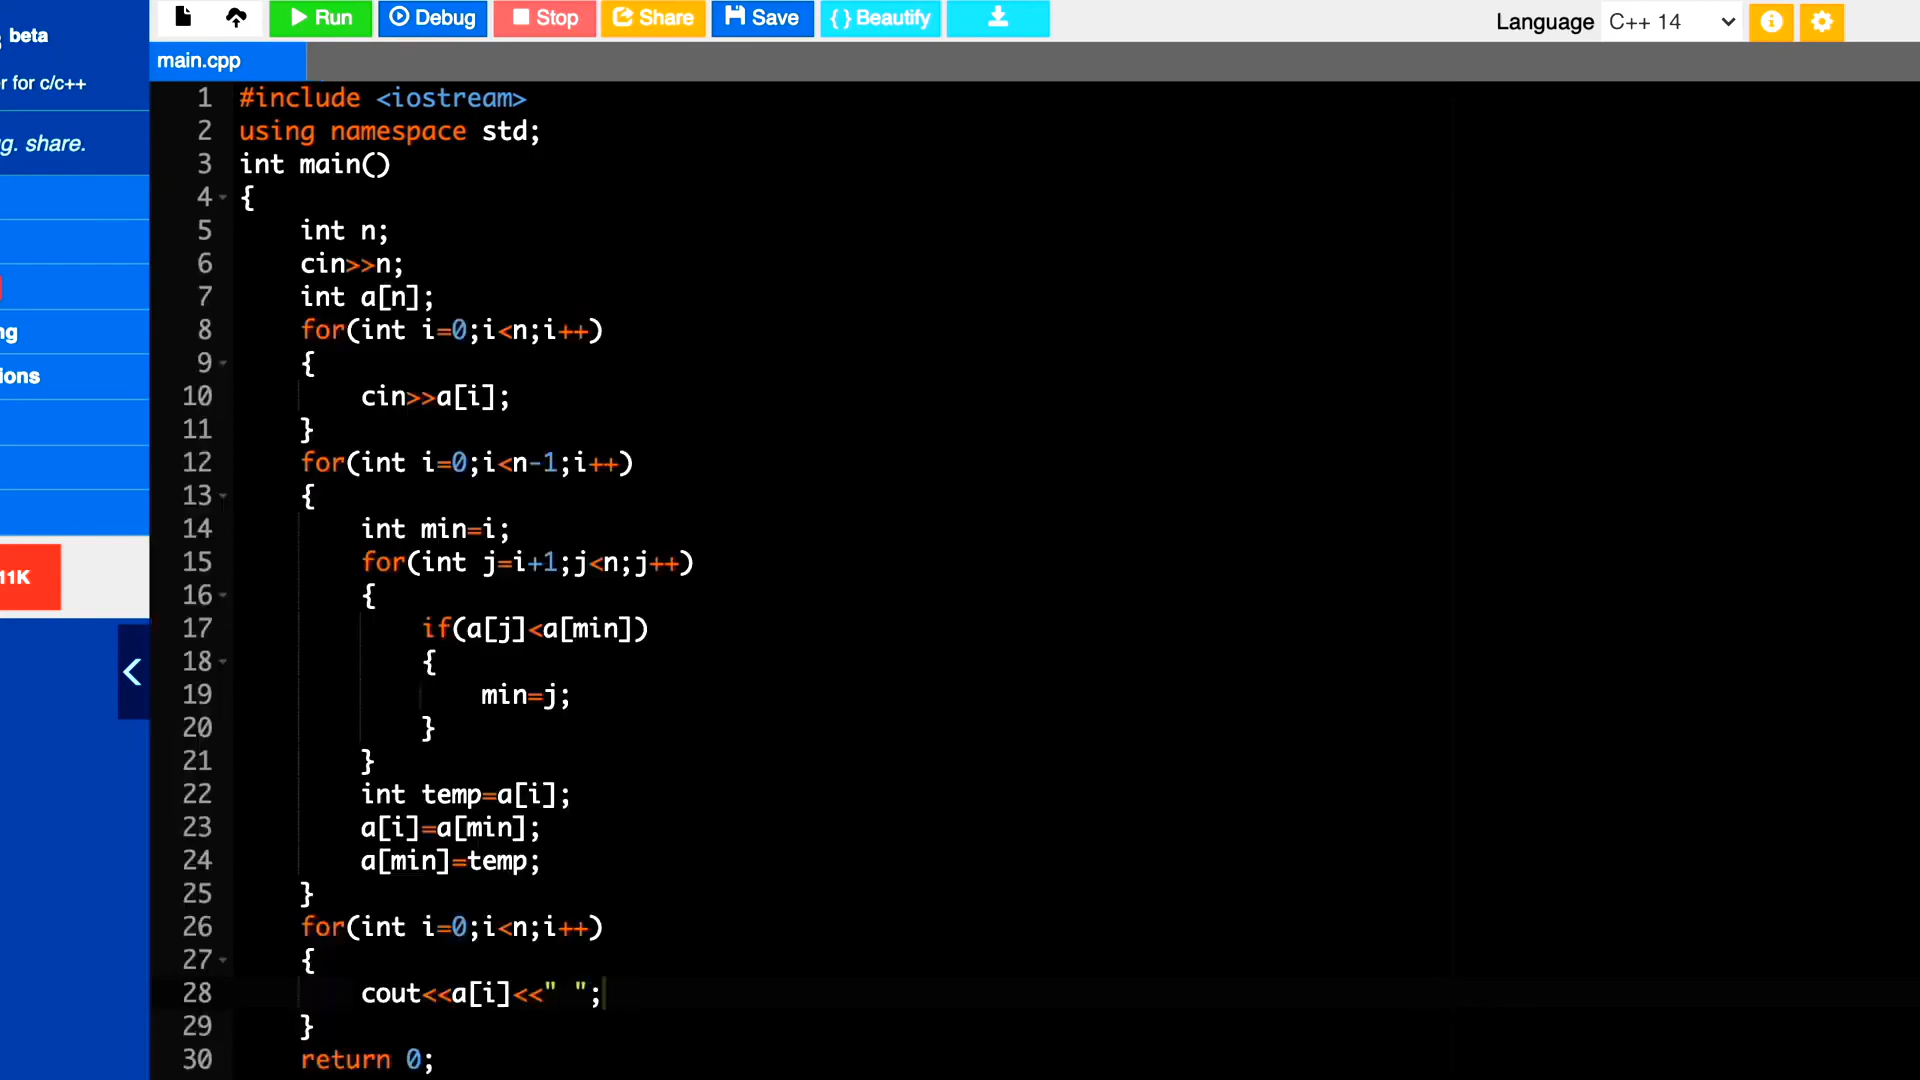 Run Debug Stop Share Save { } Beautify Language C++ 14
beta
main.cpp
r for c/c++
g. share.
ng
ions
11K
1 #include <iostream>
2 using namespace std;
3 int main()
4 {
5 int n;
6 cin>>n;
7 int a[n];
8 for(int i=0;i<n;i++)
9 {
10 cin>>a[i];
11 }
12 for(int i=0;i<n-1;i++)
13 {
14 int min=i;
15 for(int j=i+1;j<n;j++)
16 {
17 if(a[j]<a[min])
18 {
19 min=j;
20 }
21 }
22 int temp=a[i];
23 a[i]=a[min];
24 a[min]=temp;
25 }
26 for(int i=0;i<n;i++)
27 {
28 cout<<a[i]<<" ";
29 }
30 return 0;